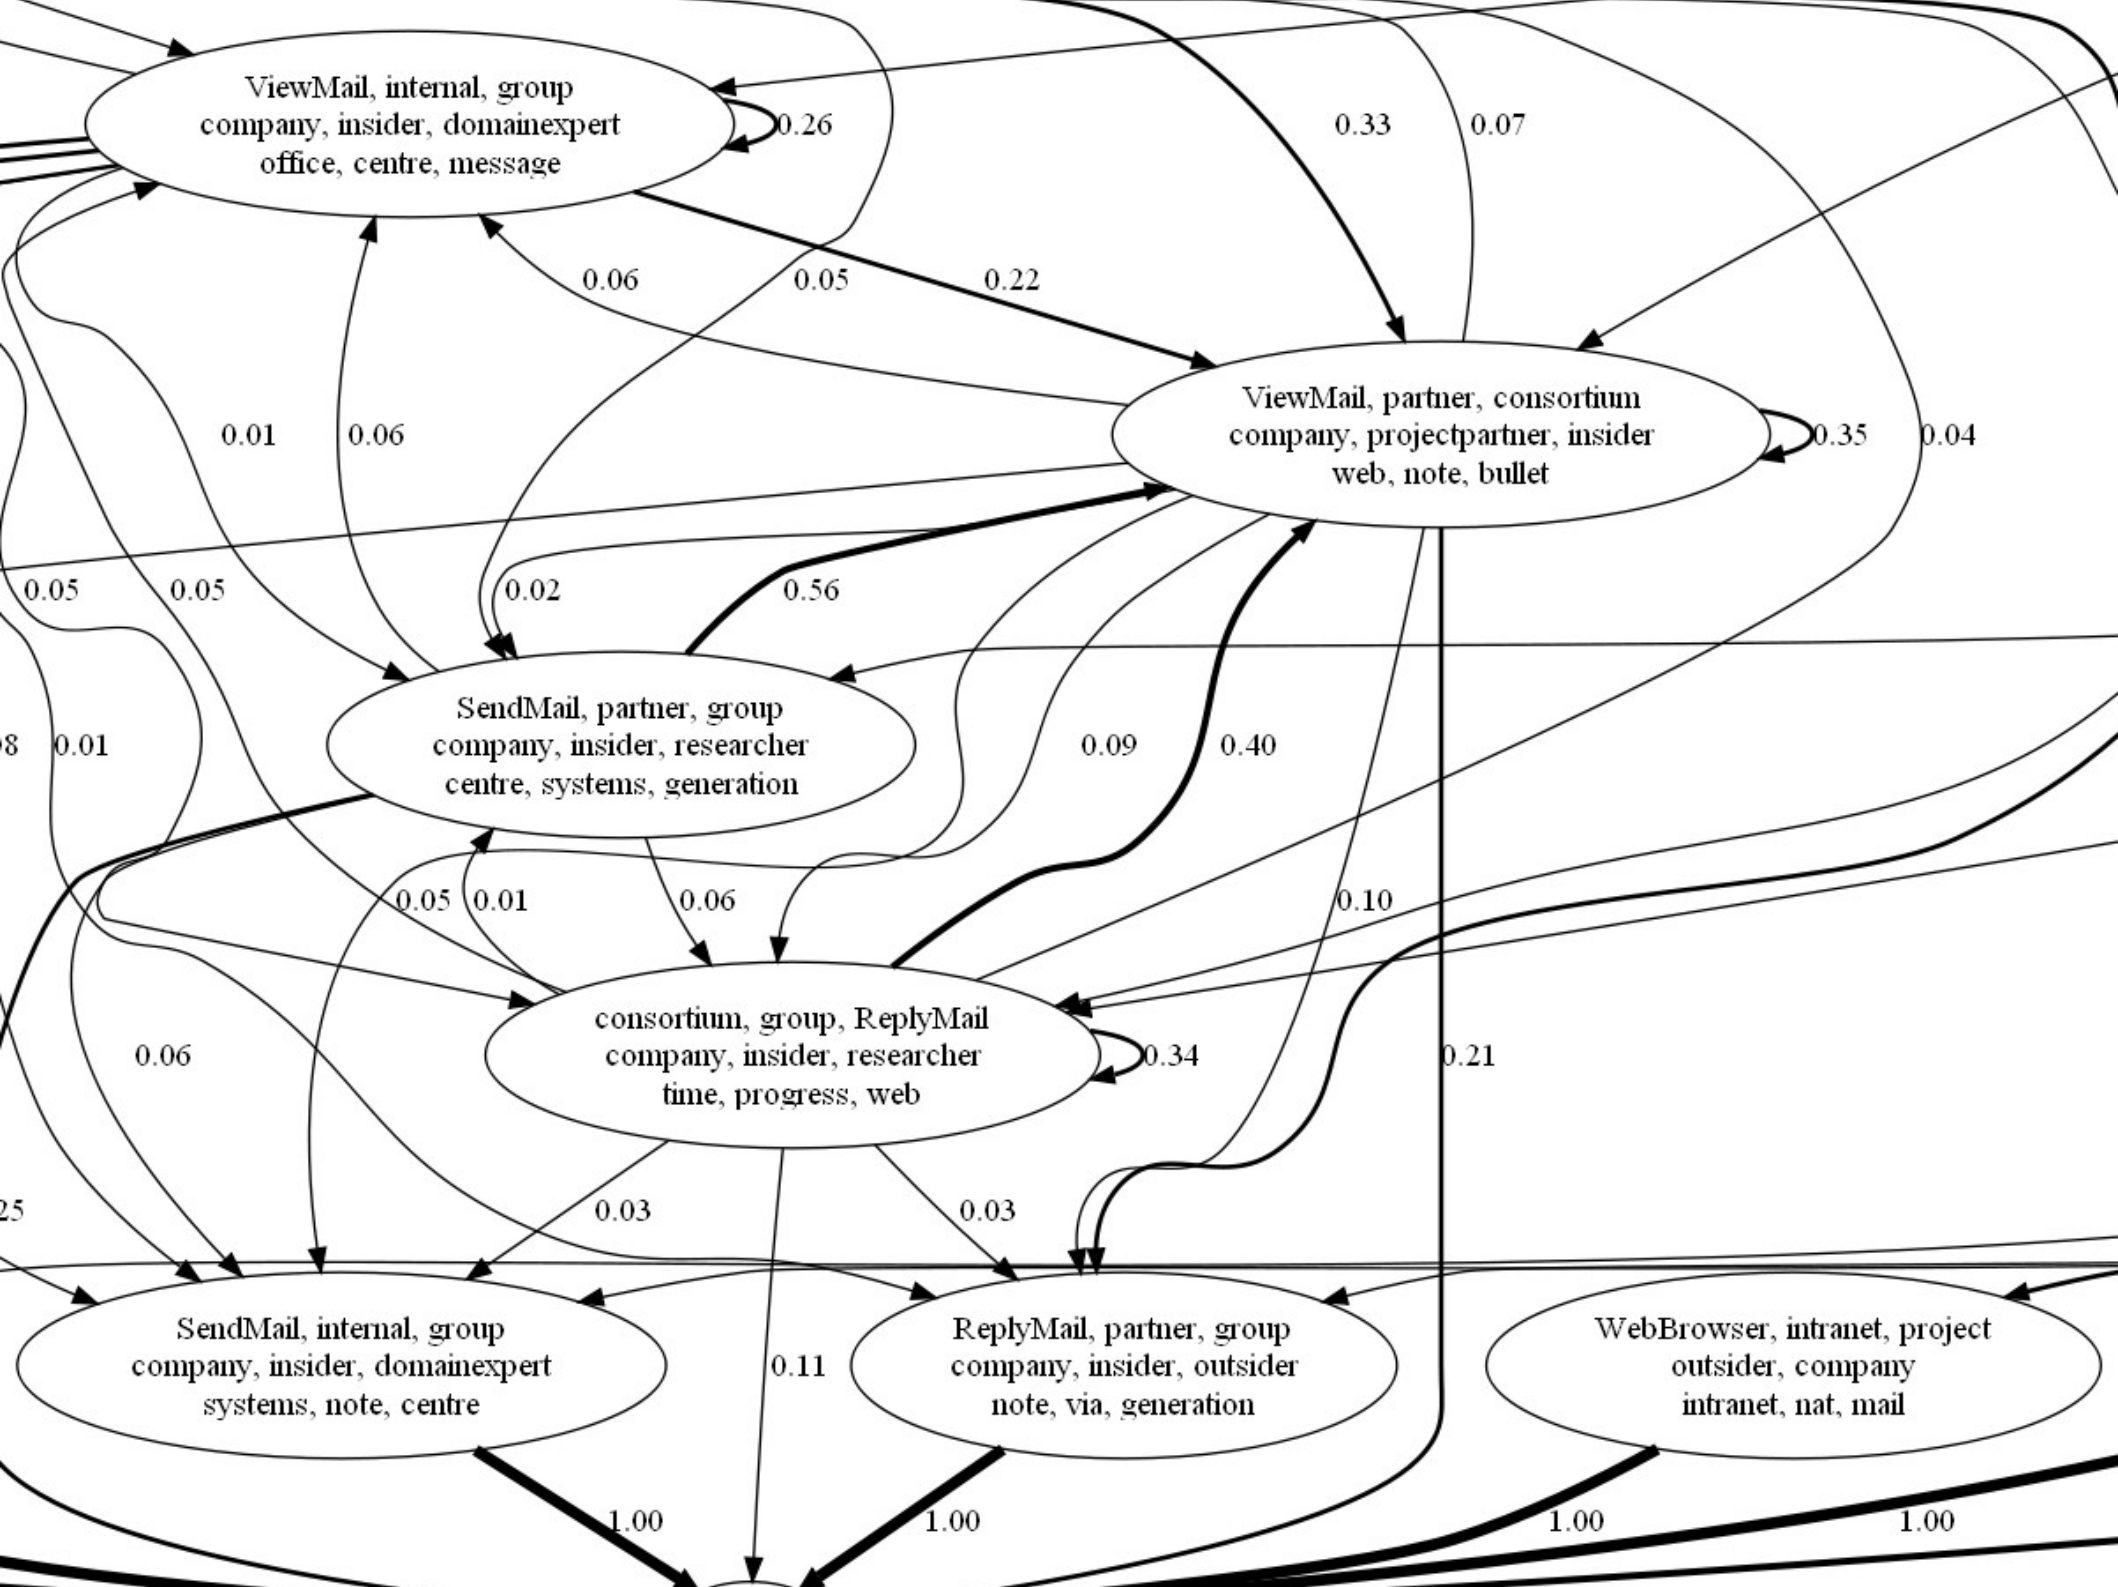 ViewMail, internal, group
company, insider, domainexpert
office, centre, message
0.26
0.33
0.07
0.06
0.05
0.22
ViewMail, partner, consortium
company, projectpartner, insider
web, note, bullet
0.01
0.06
0.35
0.04
0.05
0.05
0.02
0.56
SendMail, partner, group
company, insider, researcher
centre, systems, generation
8
0.01
0.09
0.40
0.05
0.01
0.06
0.10
consortium, group, ReplyMail
company, insider, researcher
time, progress, web
0.06
0.34
0.21
25
0.03
0.03
SendMail, internal, group
company, insider, domainexpert
systems, note, centre
0.11
ReplyMail, partner, group
company, insider, outsider
note, via, generation
WebBrowser, intranet, project
outsider, company
intranet, nat, mail
1.00
1.00
1.00
1.00